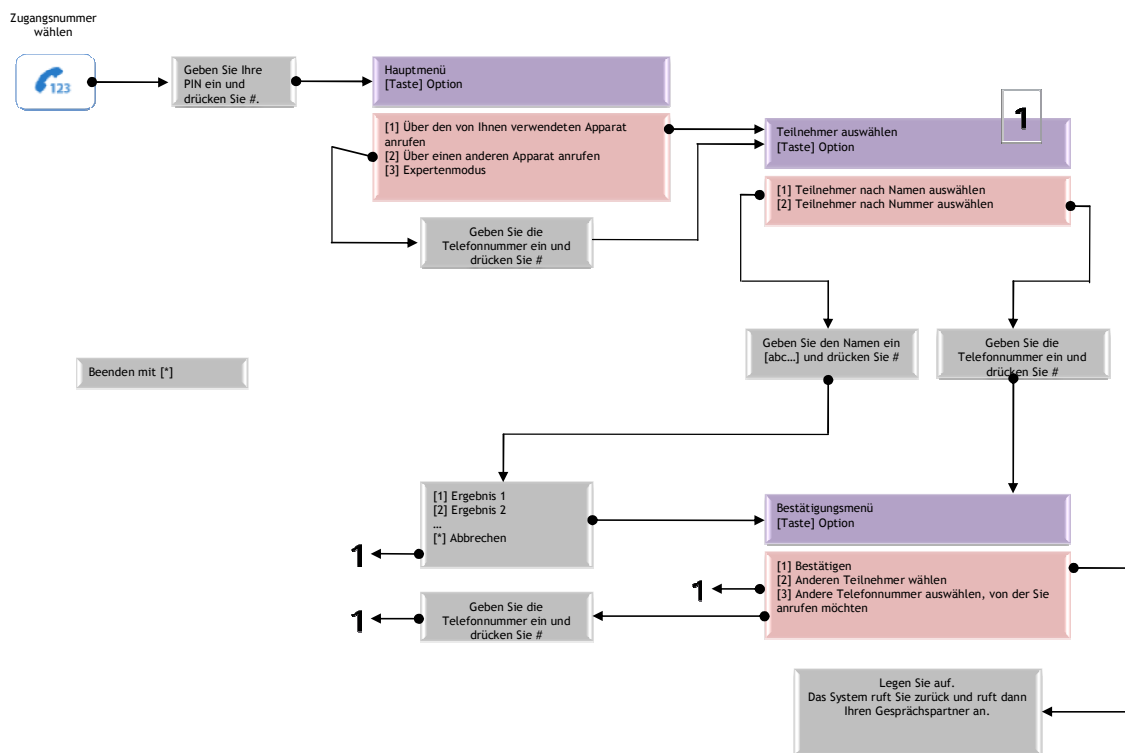 Zugangsnummer
wählen
123
Geben Sie Ihre
PIN ein und
drücken Sie #.
Hauptmenü
[Taste] Option
[1] Über den von Ihnen verwendeten Apparat
anrufen
[2] Über einen anderen Apparat anrufen
[3] Expertenmodus
1
Teilnehmer auswählen
[Taste] Option
[1] Teilnehmer nach Namen auswählen
[2] Teilnehmer nach Nummer auswählen
Geben Sie die
Telefonnummer ein und
drücken Sie #
Geben Sie den Namen ein
[abc…] und drücken Sie #
Geben Sie die
Telefonnummer ein und
drücken Sie #
Beenden mit [*]
[1] Ergebnis 1
[2] Ergebnis 2
…
[*] Abbrechen
1
Bestätigungsmenü
[Taste] Option
[1] Bestätigen
[2] Anderen Teilnehmer wählen
[3] Andere Telefonnummer auswählen, von der Sie
anrufen möchten
1
Geben Sie die
Telefonnummer ein und
drücken Sie #
1
Legen Sie auf.
Das System ruft Sie zurück und ruft dann
Ihren Gesprächspartner an.